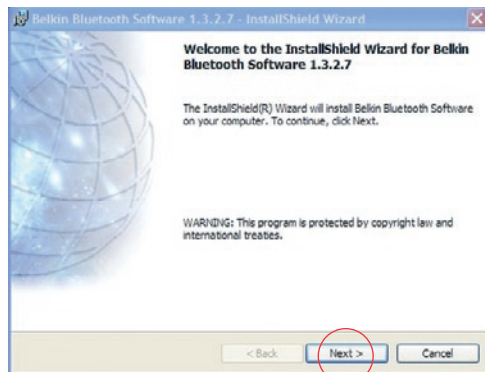 Belkin Bluetooth Software 1.3.2.7 - InstallShield Wizard
Welcome to the InstallShield Wizard for Belkin
Bluetooth Software 1.3.2.7
The InstallShield(R) Wizard will install Belkin Bluetooth Software
on your computer. To continue, click Next.
WARNING: This program is protected by copyright law and
international treaties.
< Back Next > Cancel